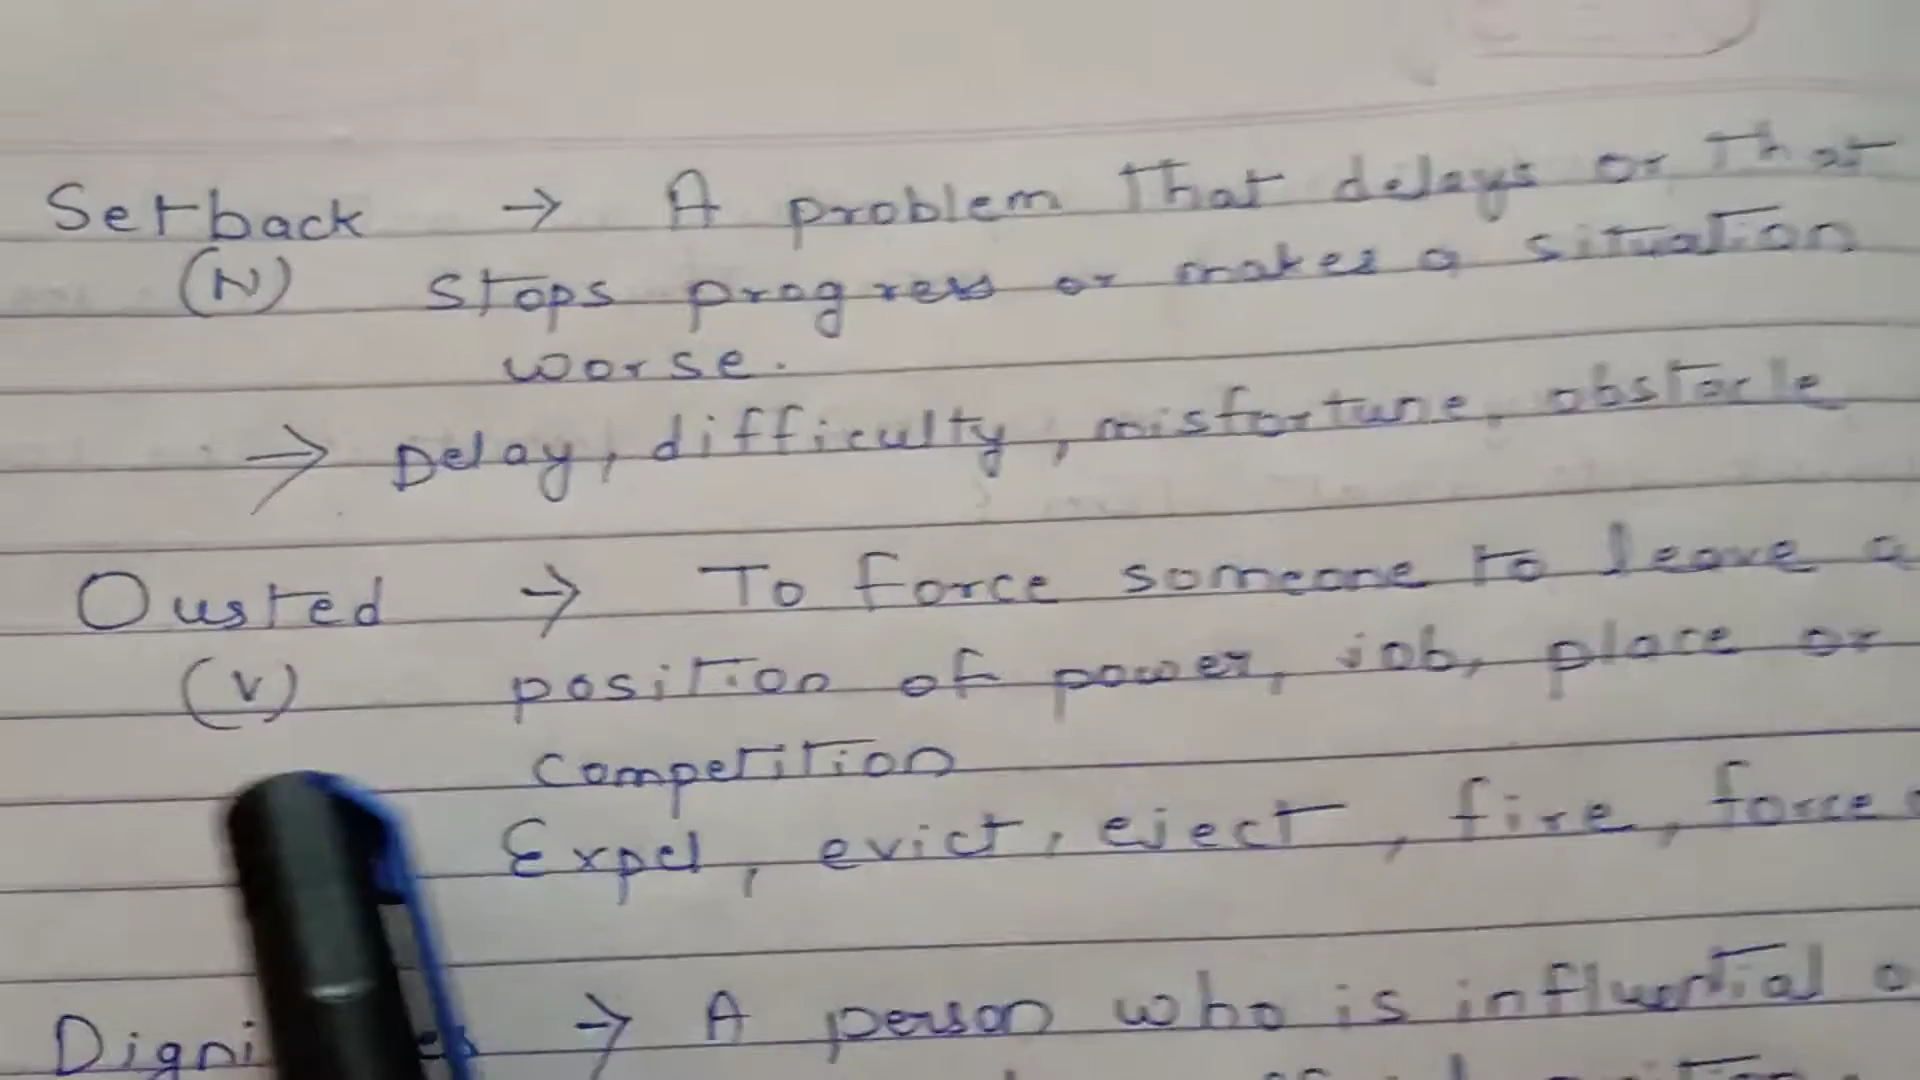 Setback → A problem that delays or that
(N) stops progress or makes a situation
worse.
→ Delay, difficulty, misfortune, obstacle
Ousted → To force someone to leave a
(V) position of power, job, place or
competition
Expel, evict, eject, fire, force
→ A person who is influential